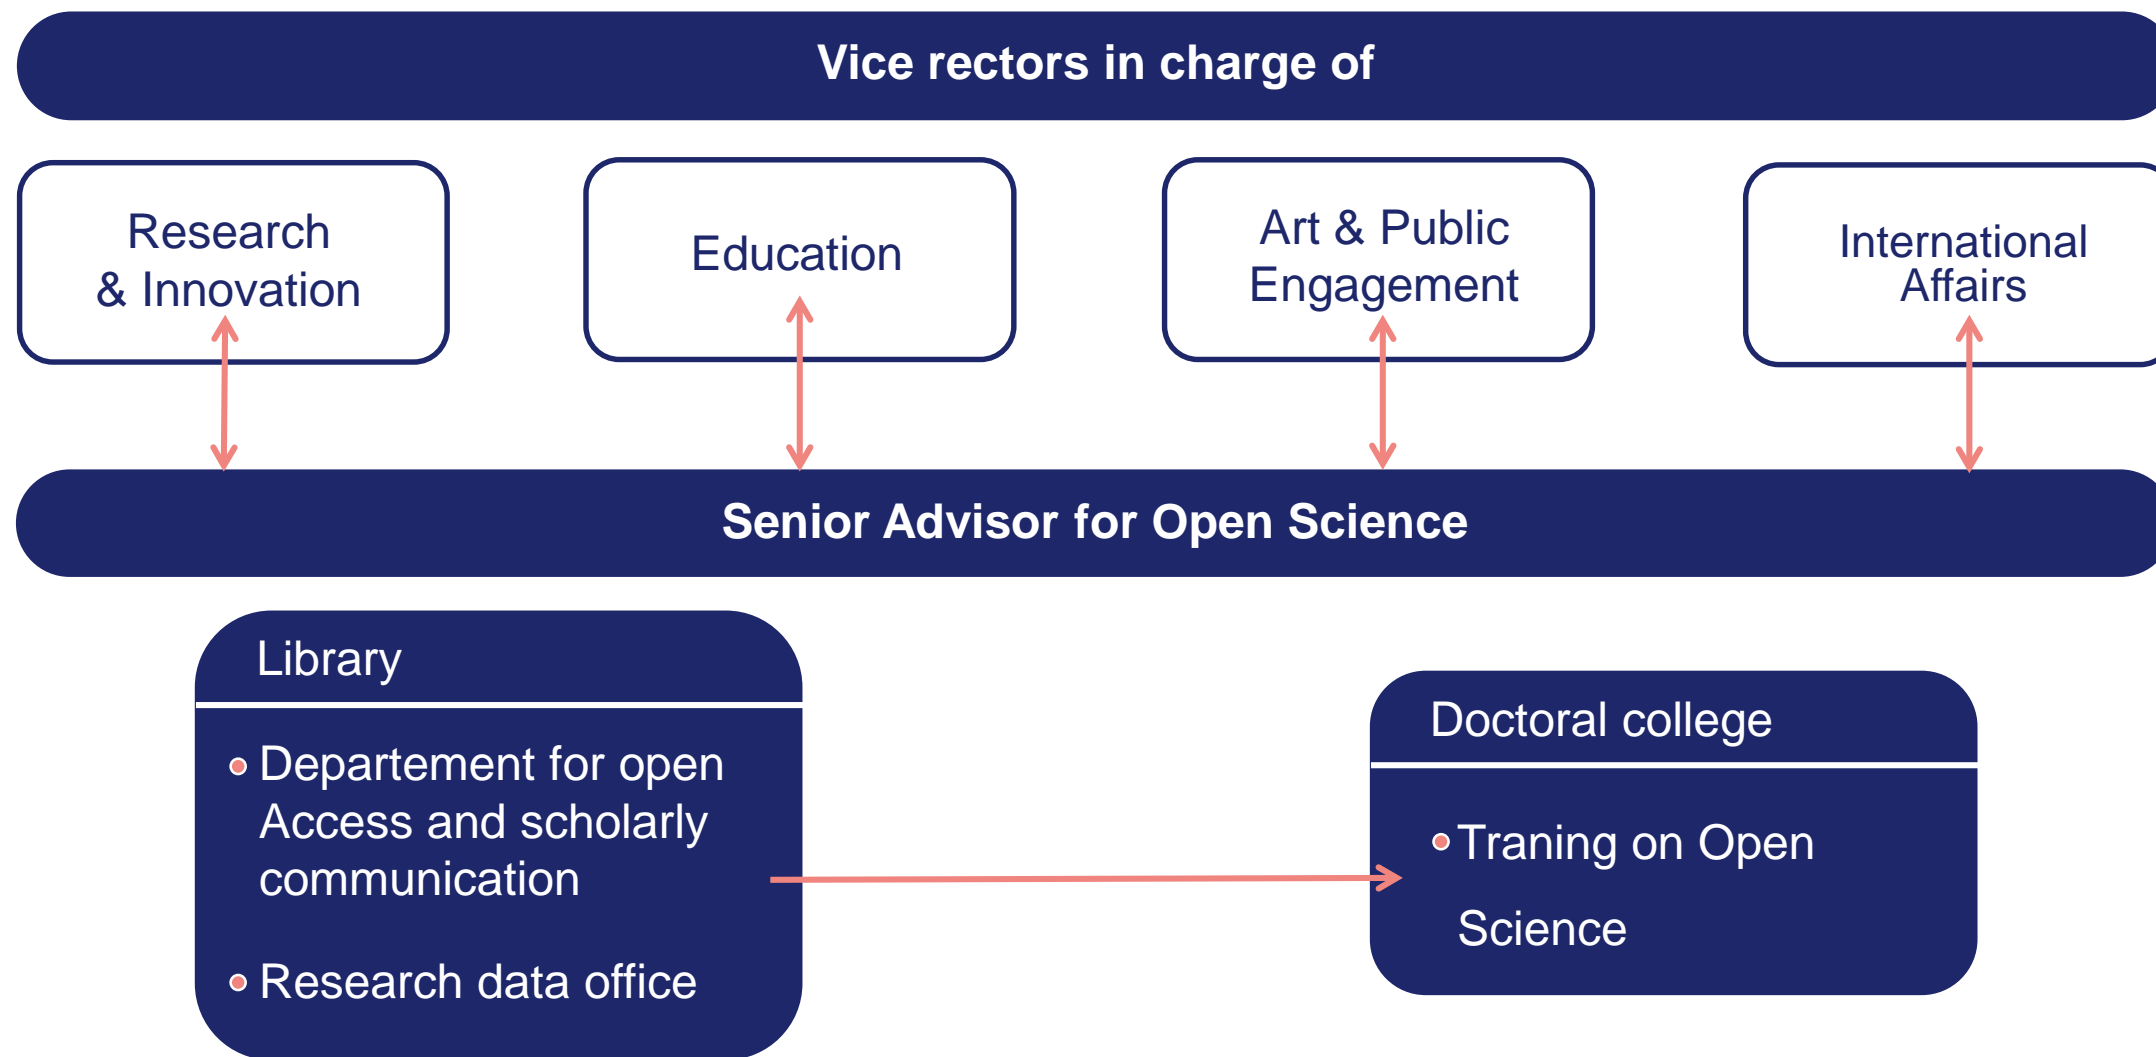 Vice rectors in charge of
Research
& Innovation
Education
Art & Public
Engagement
International
Affairs
Senior Advisor for Open Science
Library
Departement for open
Access and scholarly
communication
Research data office
Doctoral college
Traning on Open
Science